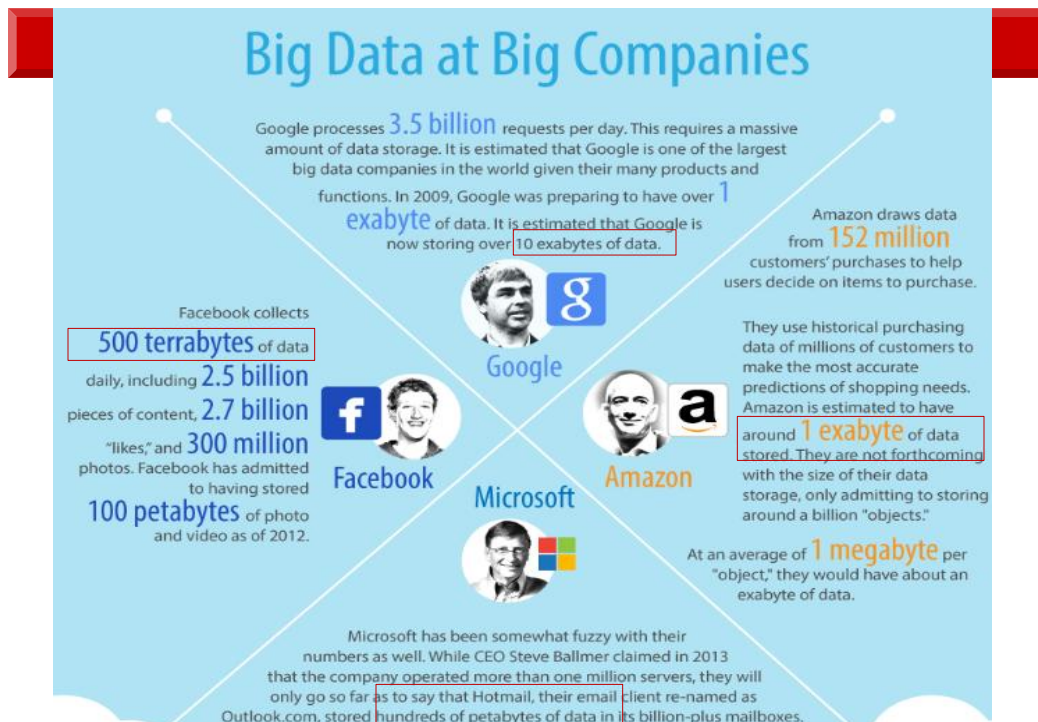 Big Data at Big Companies
Google processes 3.5 billion requests per day. This requires a massive
amount of data storage. It is estimated that Google is one of the largest
big data companies in the world given their many products and
functions. In 2009, Google was preparing to have over 1
exabyte of data. It is estimated that Google is
now storing over 10 exabytes of data.
Google
Facebook collects
500 terrabytes of data
daily, including 2.5 billion
pieces of content, 2.7 billion
"likes," and 300 million
photos. Facebook has admitted
to having stored
100 petabytes of photo
and video as of 2012.
f
Facebook
Amazon draws data
from 152 million
customers' purchases to help
users decide on items to purchase.
They use historical purchasing
data of millions of customers to
make the most accurate
predictions of shopping needs.
Amazon is estimated to have
around 1 exabyte of data
stored. They are not forthcoming
with the size of their data
storage, only admitting to storing
around a billion "objects."
At an average of 1 megabyte per
"object," they would have about an
exabyte of data.
a
Amazon
Microsoft
Microsoft has been somewhat fuzzy with their
numbers as well. While CEO Steve Ballmer claimed in 2013
that the company operated more than one million servers, they will
only go so far as to say that Hotmail, their email client re-named as
Outlook.com, stored hundreds of petabytes of data in its billion-plus mailboxes.
g